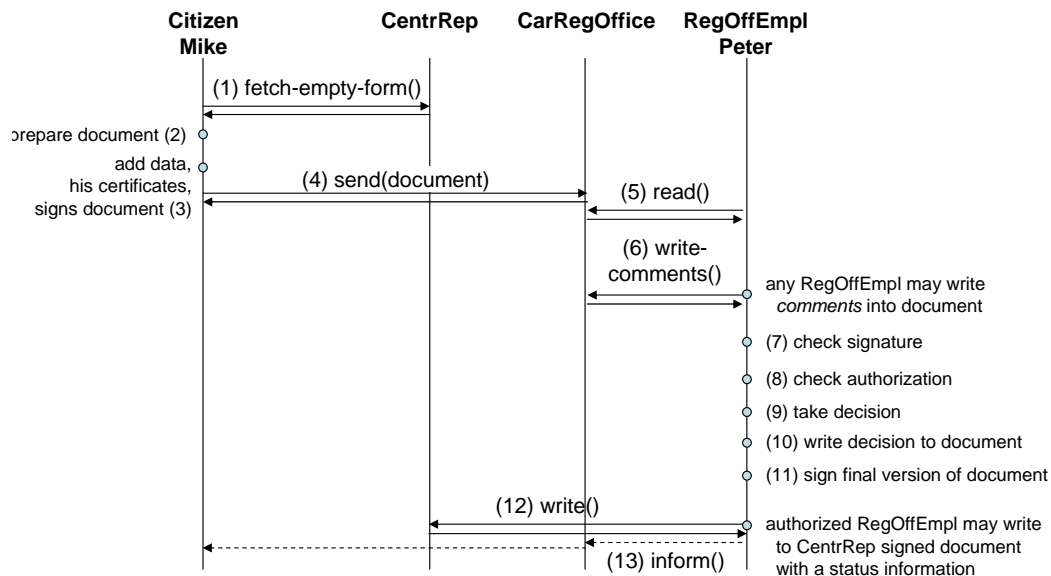 Citizen Mike
CentrRep
CarRegOffice
RegOffEmpl Peter
(1) fetch-empty-form()
prepare document (2)
add data,
his certificates,
signs document (3)
(4) send(document)
(5) read()
(6) write-
comments()
any RegOffEmpl may write
comments into document
(7) check signature
(8) check authorization
(9) take decision
(10) write decision to document
(11) sign final version of document
(12) write()
authorized RegOffEmpl may write
to CentrRep signed document
with a status information
(13) inform()